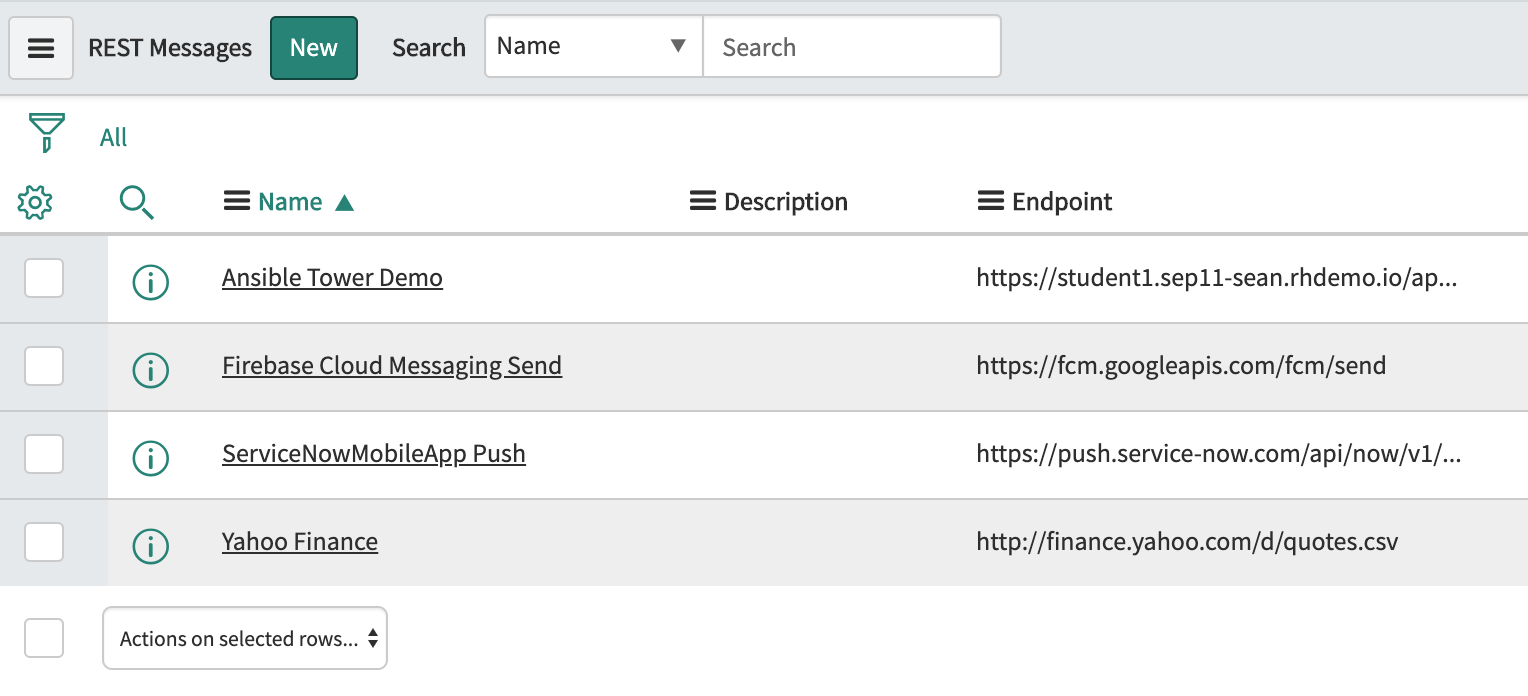 REST Messages New Search Name Search
All
Name Description Endpoint
Ansible Tower Demo https://student1.sep11-sean.rhdemo.io/ap...
Firebase Cloud Messaging Send https://fcm.googleapis.com/fcm/send
ServiceNowMobileApp Push https://push.service-now.com/api/now/v1/...
Yahoo Finance http://finance.yahoo.com/d/quotes.csv
Actions on selected rows...